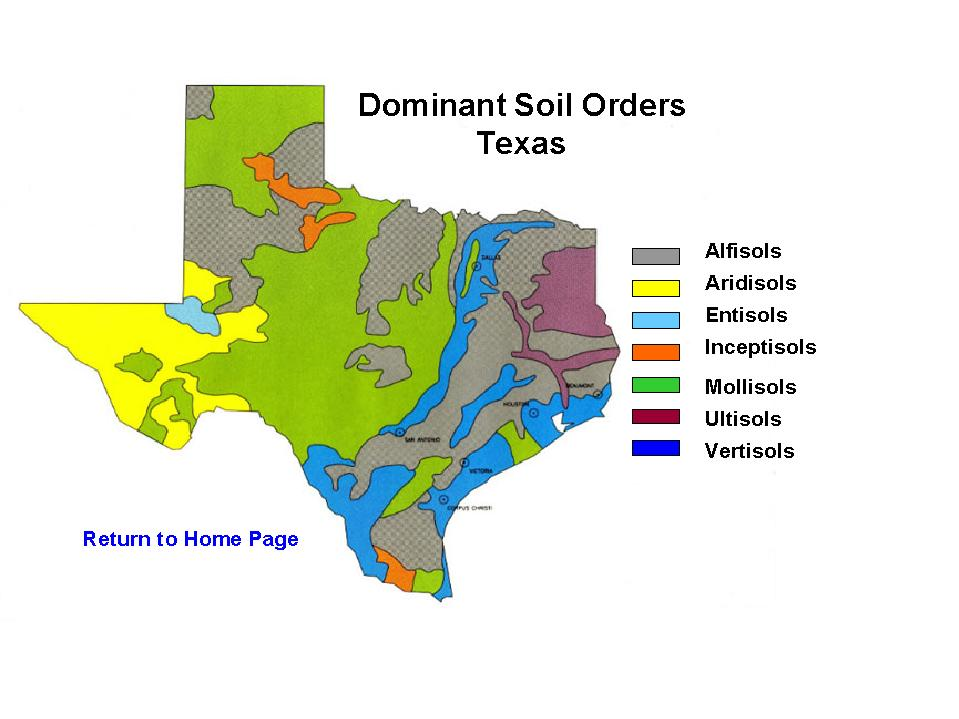 Dominant Soil Orders
Texas
Alfisols
Aridisols
Entisols
Inceptisols
Mollisols
Ultisols
Vertisols
DALLAS
BEAUMONT
HOUSTON
SAN ANTONIO
VICTORIA
CORPUS CHRISTI
Return to Home Page